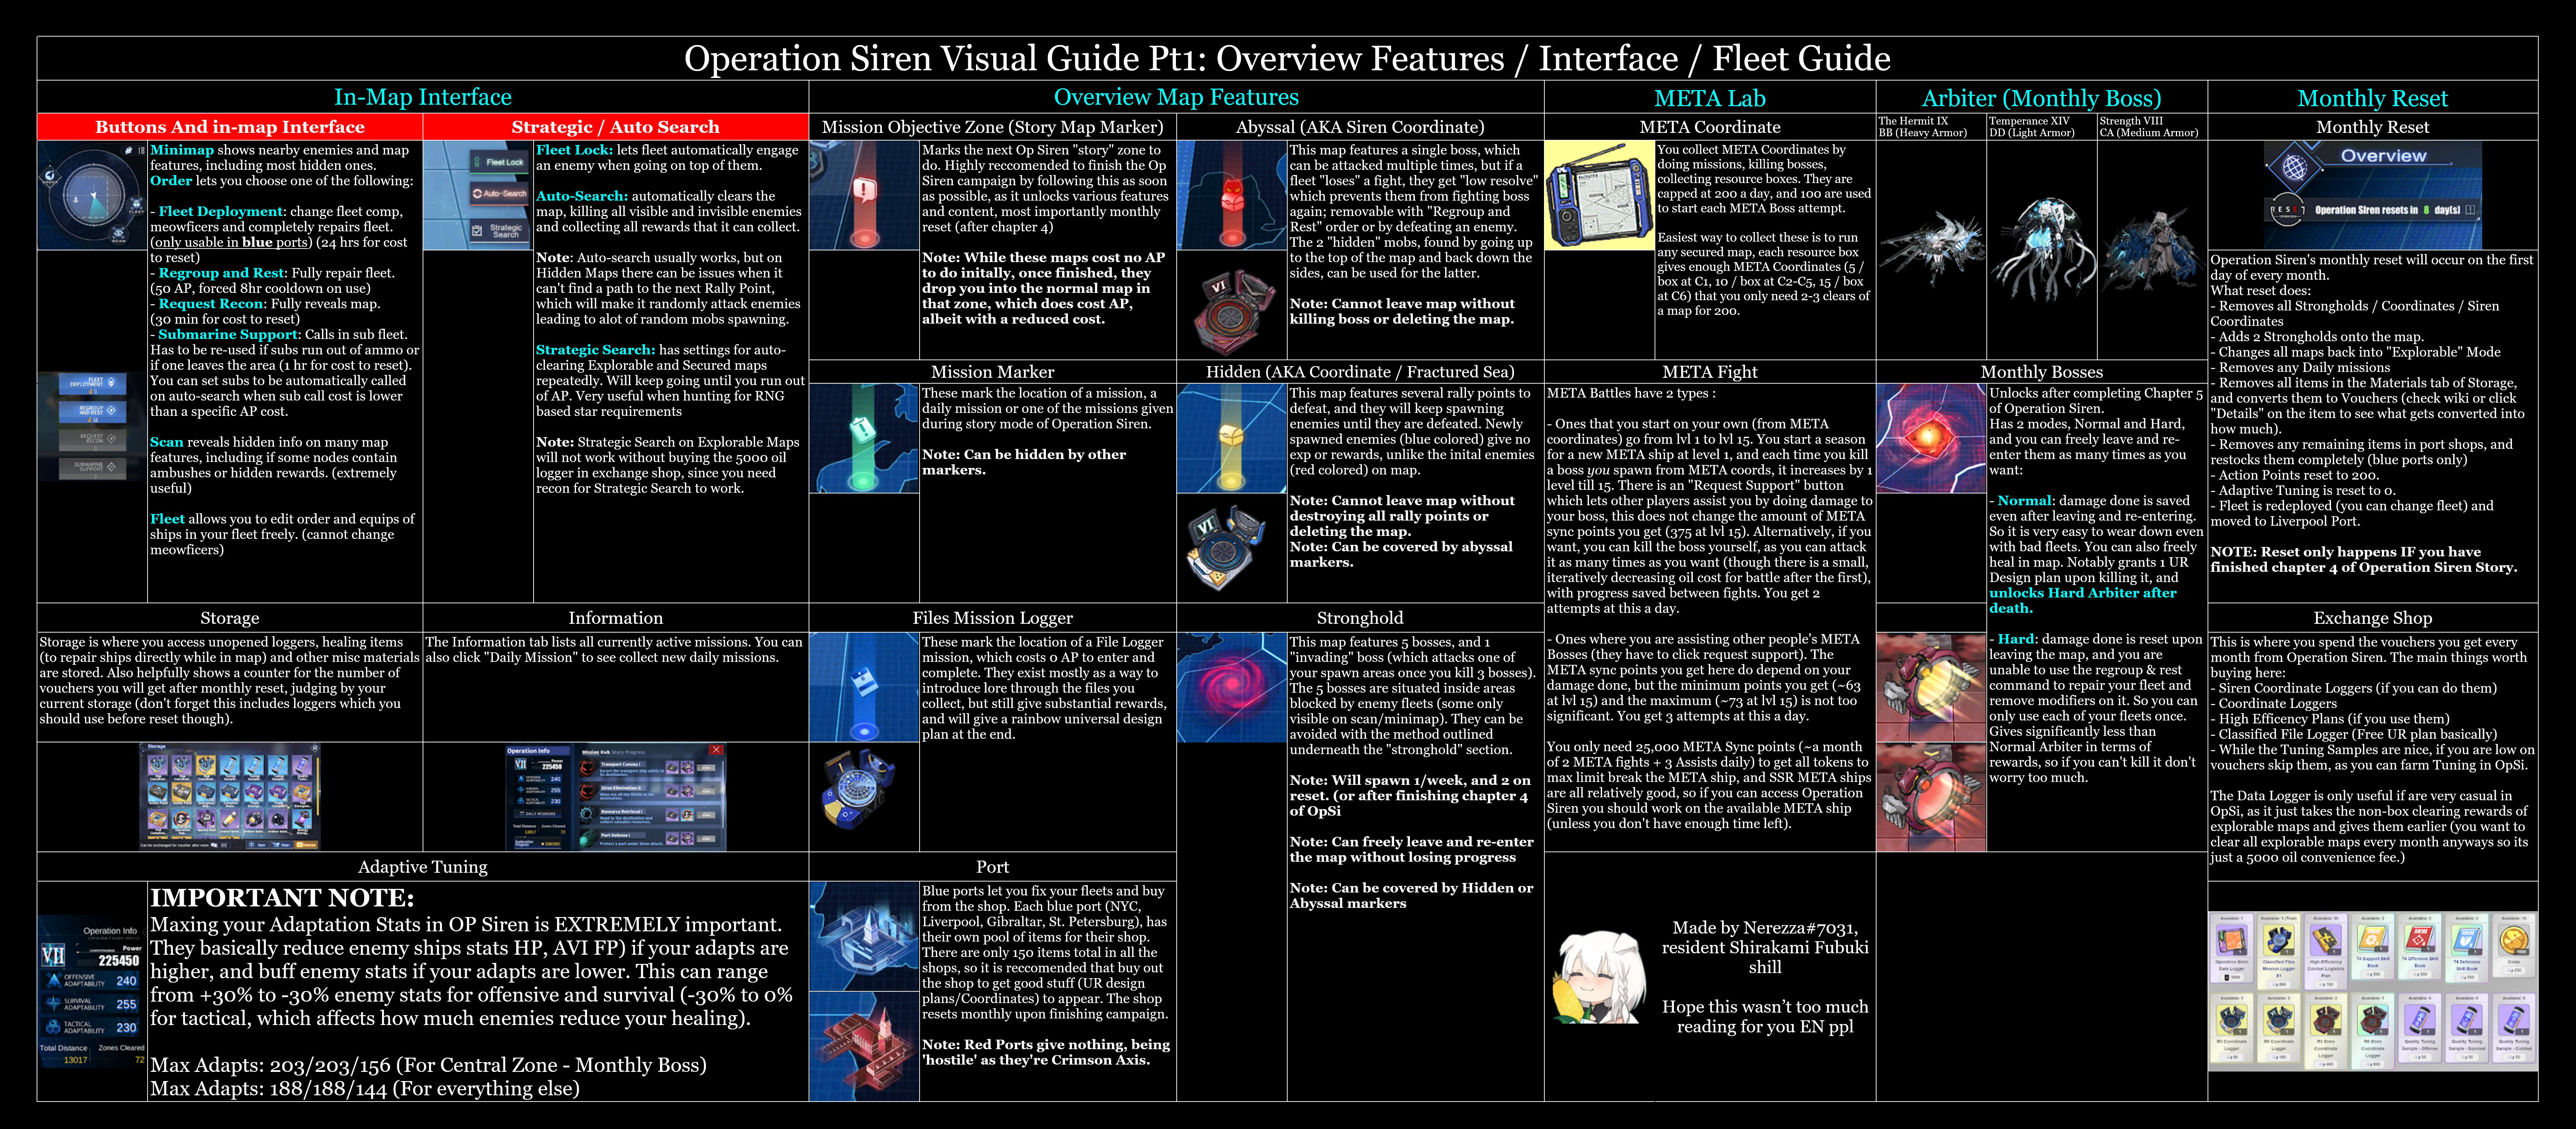 Operation Siren Visual Guide Pt1: Overview Features / Interface / Fleet Guide
In-Map Interface
Buttons And in-map Interface
Minimap shows nearby enemies and map
features, including most hidden ones.
Order lets you choose one of the following:
- Fleet Deployment: change fleet comp,
meowficers and completely repairs fleet.
(only usable in blue ports) (24 hrs for cost
to reset)
- Regroup and Rest: Fully repair fleet.
(50 AP, forced 8hr cooldown on use)
- Request Recon: Fully reveals map.
(30 min for cost to reset)
- Submarine Support: Calls in sub fleet.
Has to be re-used if subs run out of ammo or
if one leaves the area (1 hr for cost to reset).
You can set subs to be automatically called
on auto-search when sub call cost is lower
than a specific AP cost.
Scan reveals hidden info on many map
features, including if some nodes contain
ambushes or hidden rewards. (extremely
useful)
Fleet allows you to edit order and equips of
ships in your fleet freely. (cannot change
meowficers)
18
FLEET
SCAN
FLEET
DEPLOYMENT
REGROUP
AND REST
REQUEST
RECON
SUBMARINE
SUPPORT
Strategic / Auto Search
Fleet Lock
Auto-Search
Strategic
Search
Fleet Lock: lets fleet automatically engage
an enemy when going on top of them.
Auto-Search: automatically clears the
map, killing all visible and invisible enemies
and collecting all rewards that it can collect.
Note: Auto-search usually works, but on
Hidden Maps there can be issues when it
can't find a path to the next Rally Point,
which will make it randomly attack enemies
leading to alot of random mobs spawning.
Strategic Search: has settings for auto-
clearing Explorable and Secured maps
repeatedly. Will keep going until you run out
of AP. Very useful when hunting for RNG
based star requirements
Note: Strategic Search on Explorable Maps
will not work without buying the 5000 oil
logger in exchange shop, since you need
recon for Strategic Search to work.
Storage
Storage is where you access unopened loggers, healing items
(to repair ships directly while in map) and other misc materials
are stored. Also helpfully shows a counter for the number of
vouchers you will get after monthly reset, judging by your
current storage (don't forget this includes loggers which you
should use before reset though).
Storage
Information
The Information tab lists all currently active missions. You can
also click "Daily Mission" to see collect new daily missions.
Operation Info
Mission Hub Story Progress
VII
Power
225450
240
255
230
DAILY MISSIONS
Total Distance
13017
72
Transport Convoy I
Siren Elimination II
Resource Retrieval I
Port Defense I
Adaptive Tuning
Operation Info
VII
Power
225450
OFFENSIVE
ADAPTABILITY
240
SURVIVAL
ADAPTABILITY
255
TACTICAL
ADAPTABILITY
230
Total Distance
Zones Cleared
13017
72
IMPORTANT NOTE:
Maxing your Adaptation Stats in OP Siren is EXTREMELY important.
They basically reduce enemy ships stats HP, AVI FP) if your adapts are
higher, and buff enemy stats if your adapts are lower. This can range
from +30% to -30% enemy stats for offensive and survival (-30% to 0%
for tactical, which affects how much enemies reduce your healing).
Max Adapts: 203/203/156 (For Central Zone - Monthly Boss)
Max Adapts: 188/188/144 (For everything else)
Overview Map Features
Mission Objective Zone (Story Map Marker)
Marks the next Op Siren "story" zone to
do. Highly reccomended to finish the Op
Siren campaign by following this as soon
as possible, as it unlocks various features
and content, most importantly monthly
reset (after chapter 4)
Note: While these maps cost no AP
to do initally, once finished, they
drop you into the normal map in
that zone, which does cost AP,
albeit with a reduced cost.
Abyssal (AKA Siren Coordinate)
This map features a single boss, which
can be attacked multiple times, but if a
fleet "loses" a fight, they get "low resolve"
which prevents them from fighting boss
again; removable with "Regroup and
Rest" order or by defeating an enemy.
The 2 "hidden" mobs, found by going up
to the top of the map and back down the
sides, can be used for the latter.
Note: Cannot leave map without
killing boss or deleting the map.
VI
Mission Marker
These mark the location of a mission, a
daily mission or one of the missions given
during story mode of Operation Siren.
Note: Can be hidden by other
markers.
Hidden (AKA Coordinate / Fractured Sea)
This map features several rally points to
defeat, and they will keep spawning
enemies until they are defeated. Newly
spawned enemies (blue colored) give no
exp or rewards, unlike the inital enemies
(red colored) on map.
Note: Cannot leave map without
destroying all rally points or
deleting the map.
Note: Can be covered by abyssal
markers.
VI
Files Mission Logger
These mark the location of a File Logger
mission, which costs 0 AP to enter and
complete. They exist mostly as a way to
introduce lore through the files you
collect, but still give substantial rewards,
and will give a rainbow universal design
plan at the end.
Stronghold
This map features 5 bosses, and 1
"invading" boss (which attacks one of
your spawn areas once you kill 3 bosses).
The 5 bosses are situated inside areas
blocked by enemy fleets (some only
visible on scan/minimap). They can be
avoided with the method outlined
underneath the "stronghold" section.
Note: Will spawn 1/week, and 2 on
reset. (or after finishing chapter 4
of OpSi
Note: Can freely leave and re-enter
the map without losing progress
Note: Can be covered by Hidden or
Abyssal markers
Port
Blue ports let you fix your fleets and buy
from the shop. Each blue port (NYC,
Liverpool, Gibraltar, St. Petersburg), has
their own pool of items for their shop.
There are only 150 items total in all the
shops, so it is reccomended that buy out
the shop to get good stuff (UR design
plans/Coordinates) to appear. The shop
resets monthly upon finishing campaign.
Note: Red Ports give nothing, being
'hostile' as they're Crimson Axis.
META Lab
META Coordinate
You collect META Coordinates by
doing missions, killing bosses,
collecting resource boxes. They are
capped at 200 a day, and 100 are used
to start each META Boss attempt.
Easiest way to collect these is to run
any secured map, each resource box
gives enough META Coordinates (5 /
box at C1, 10 / box at C2-C5, 15 / box
at C6) that you only need 2-3 clears of
a map for 200.
META Fight
META Battles have 2 types :
- Ones that you start on your own (from META
coordinates) go from lvl 1 to lvl 15. You start a season
for a new META ship at level 1, and each time you kill
a boss you spawn from META coords, it increases by 1
level till 15. There is an "Request Support" button
which lets other players assist you by doing damage to
your boss, this does not change the amount of META
sync points you get (375 at lvl 15). Alternatively, if you
want, you can kill the boss yourself, as you can attack
it as many times as you want (though there is a small,
iteratively decreasing oil cost for battle after the first),
with progress saved between fights. You get 2
attempts at this a day.
- Ones where you are assisting other people's META
Bosses (they have to click request support). The
META sync points you get here do depend on your
damage done, but the minimum points you get (~63
at lvl 15) and the maximum (~73 at lvl 15) is not too
significant. You get 3 attempts at this a day.
You only need 25,000 META Sync points (~a month
of 2 META fights + 3 Assists daily) to get all tokens to
max limit break the META ship, and SSR META ships
are all relatively good, so if you can access Operation
Siren you should work on the available META ship
(unless you don't have enough time left).
Made by Nerezza#7031,
resident Shirakami Fubuki
shill
Hope this wasn't too much
reading for you EN ppl
Arbiter (Monthly Boss)
The Hermit IX
BB (Heavy Armor)
Temperance XIV
DD (Light Armor)
Strength VIII
CA (Medium Armor)
Monthly Bosses
Unlocks after completing Chapter 5
of Operation Siren.
Has 2 modes, Normal and Hard,
and you can freely leave and re-
enter them as many times as you
want:
- Normal: damage done is saved
even after leaving and re-entering.
So it is very easy to wear down even
with bad fleets. You can also freely
heal in map. Notably grants 1 UR
Design plan upon killing it, and
unlocks Hard Arbiter after
death.
- Hard: damage done is reset upon
leaving the map, and you are
unable to use the regroup & rest
command to repair your fleet and
remove modifiers on it. So you can
only use each of your fleets once.
Gives significantly less than
Normal Arbiter in terms of
rewards, so if you can't kill it don't
worry too much.
Monthly Reset
Monthly Reset
Overview
RESET
Operation Siren resets in 8 day(s)
Operation Siren's monthly reset will occur on the first
day of every month.
What reset does:
- Removes all Strongholds / Coordinates / Siren
Coordinates
- Adds 2 Strongholds onto the map.
- Changes all maps back into "Explorable" Mode
- Removes any Daily missions
- Removes all items in the Materials tab of Storage,
and converts them to Vouchers (check wiki or click
"Details" on the item to see what gets converted into
how much).
- Removes any remaining items in port shops, and
restocks them completely (blue ports only)
- Action Points reset to 200.
- Adaptive Tuning is reset to 0.
- Fleet is redeployed (you can change fleet) and
moved to Liverpool Port.
NOTE: Reset only happens IF you have
finished chapter 4 of Operation Siren Story.
Exchange Shop
This is where you spend the vouchers you get every
month from Operation Siren. The main things worth
buying here:
- Siren Coordinate Loggers (if you can do them)
- Coordinate Loggers
- High Efficency Plans (if you use them)
- Classified File Logger (Free UR plan basically)
- While the Tuning Samples are nice, if you are low on
vouchers skip them, as you can farm Tuning in OpSi.
The Data Logger is only useful if are very casual in
OpSi, as it just takes the non-box clearing rewards of
explorable maps and gives them earlier (you want to
clear all explorable maps every month anyways so its
just a 5000 oil convenience fee.)